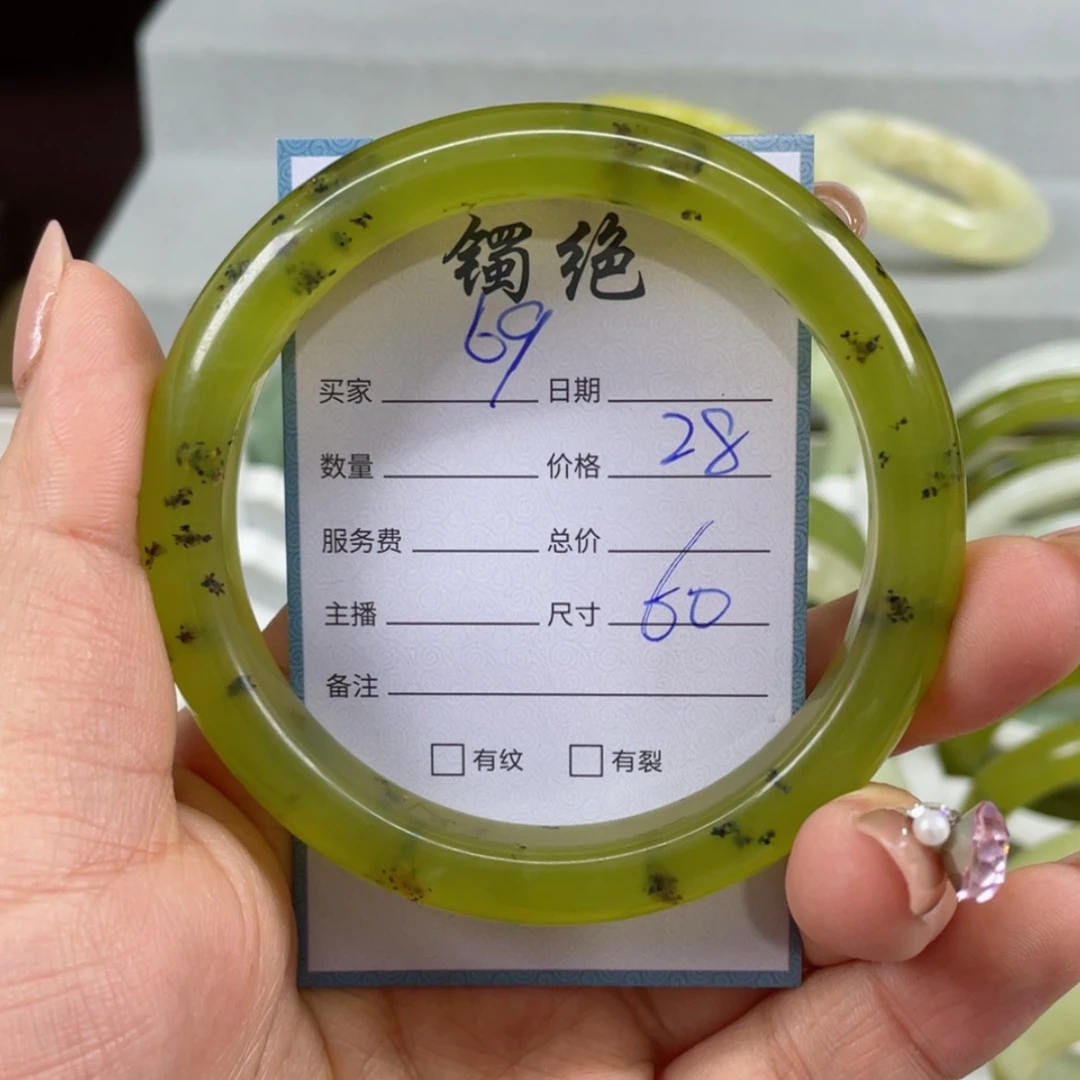 镯绝
69
买家 日期
数量 价格 28
服务费 总价
主播 尺寸 60
备注
有纹 有裂